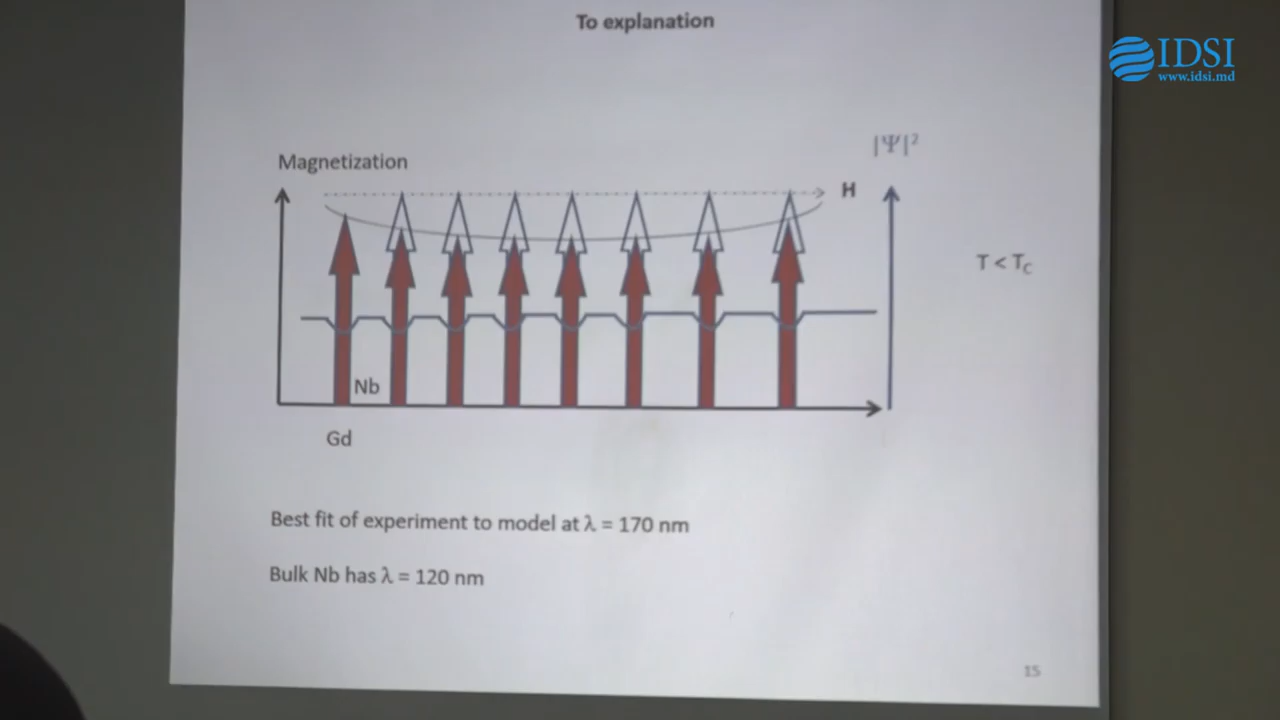 To explanation
IDSI
www.idsi.md
|Ψ|²
Magnetization
H
T < T_C
Nb
Gd
Best fit of experiment to model at λ = 170 nm
Bulk Nb has λ = 120 nm
15